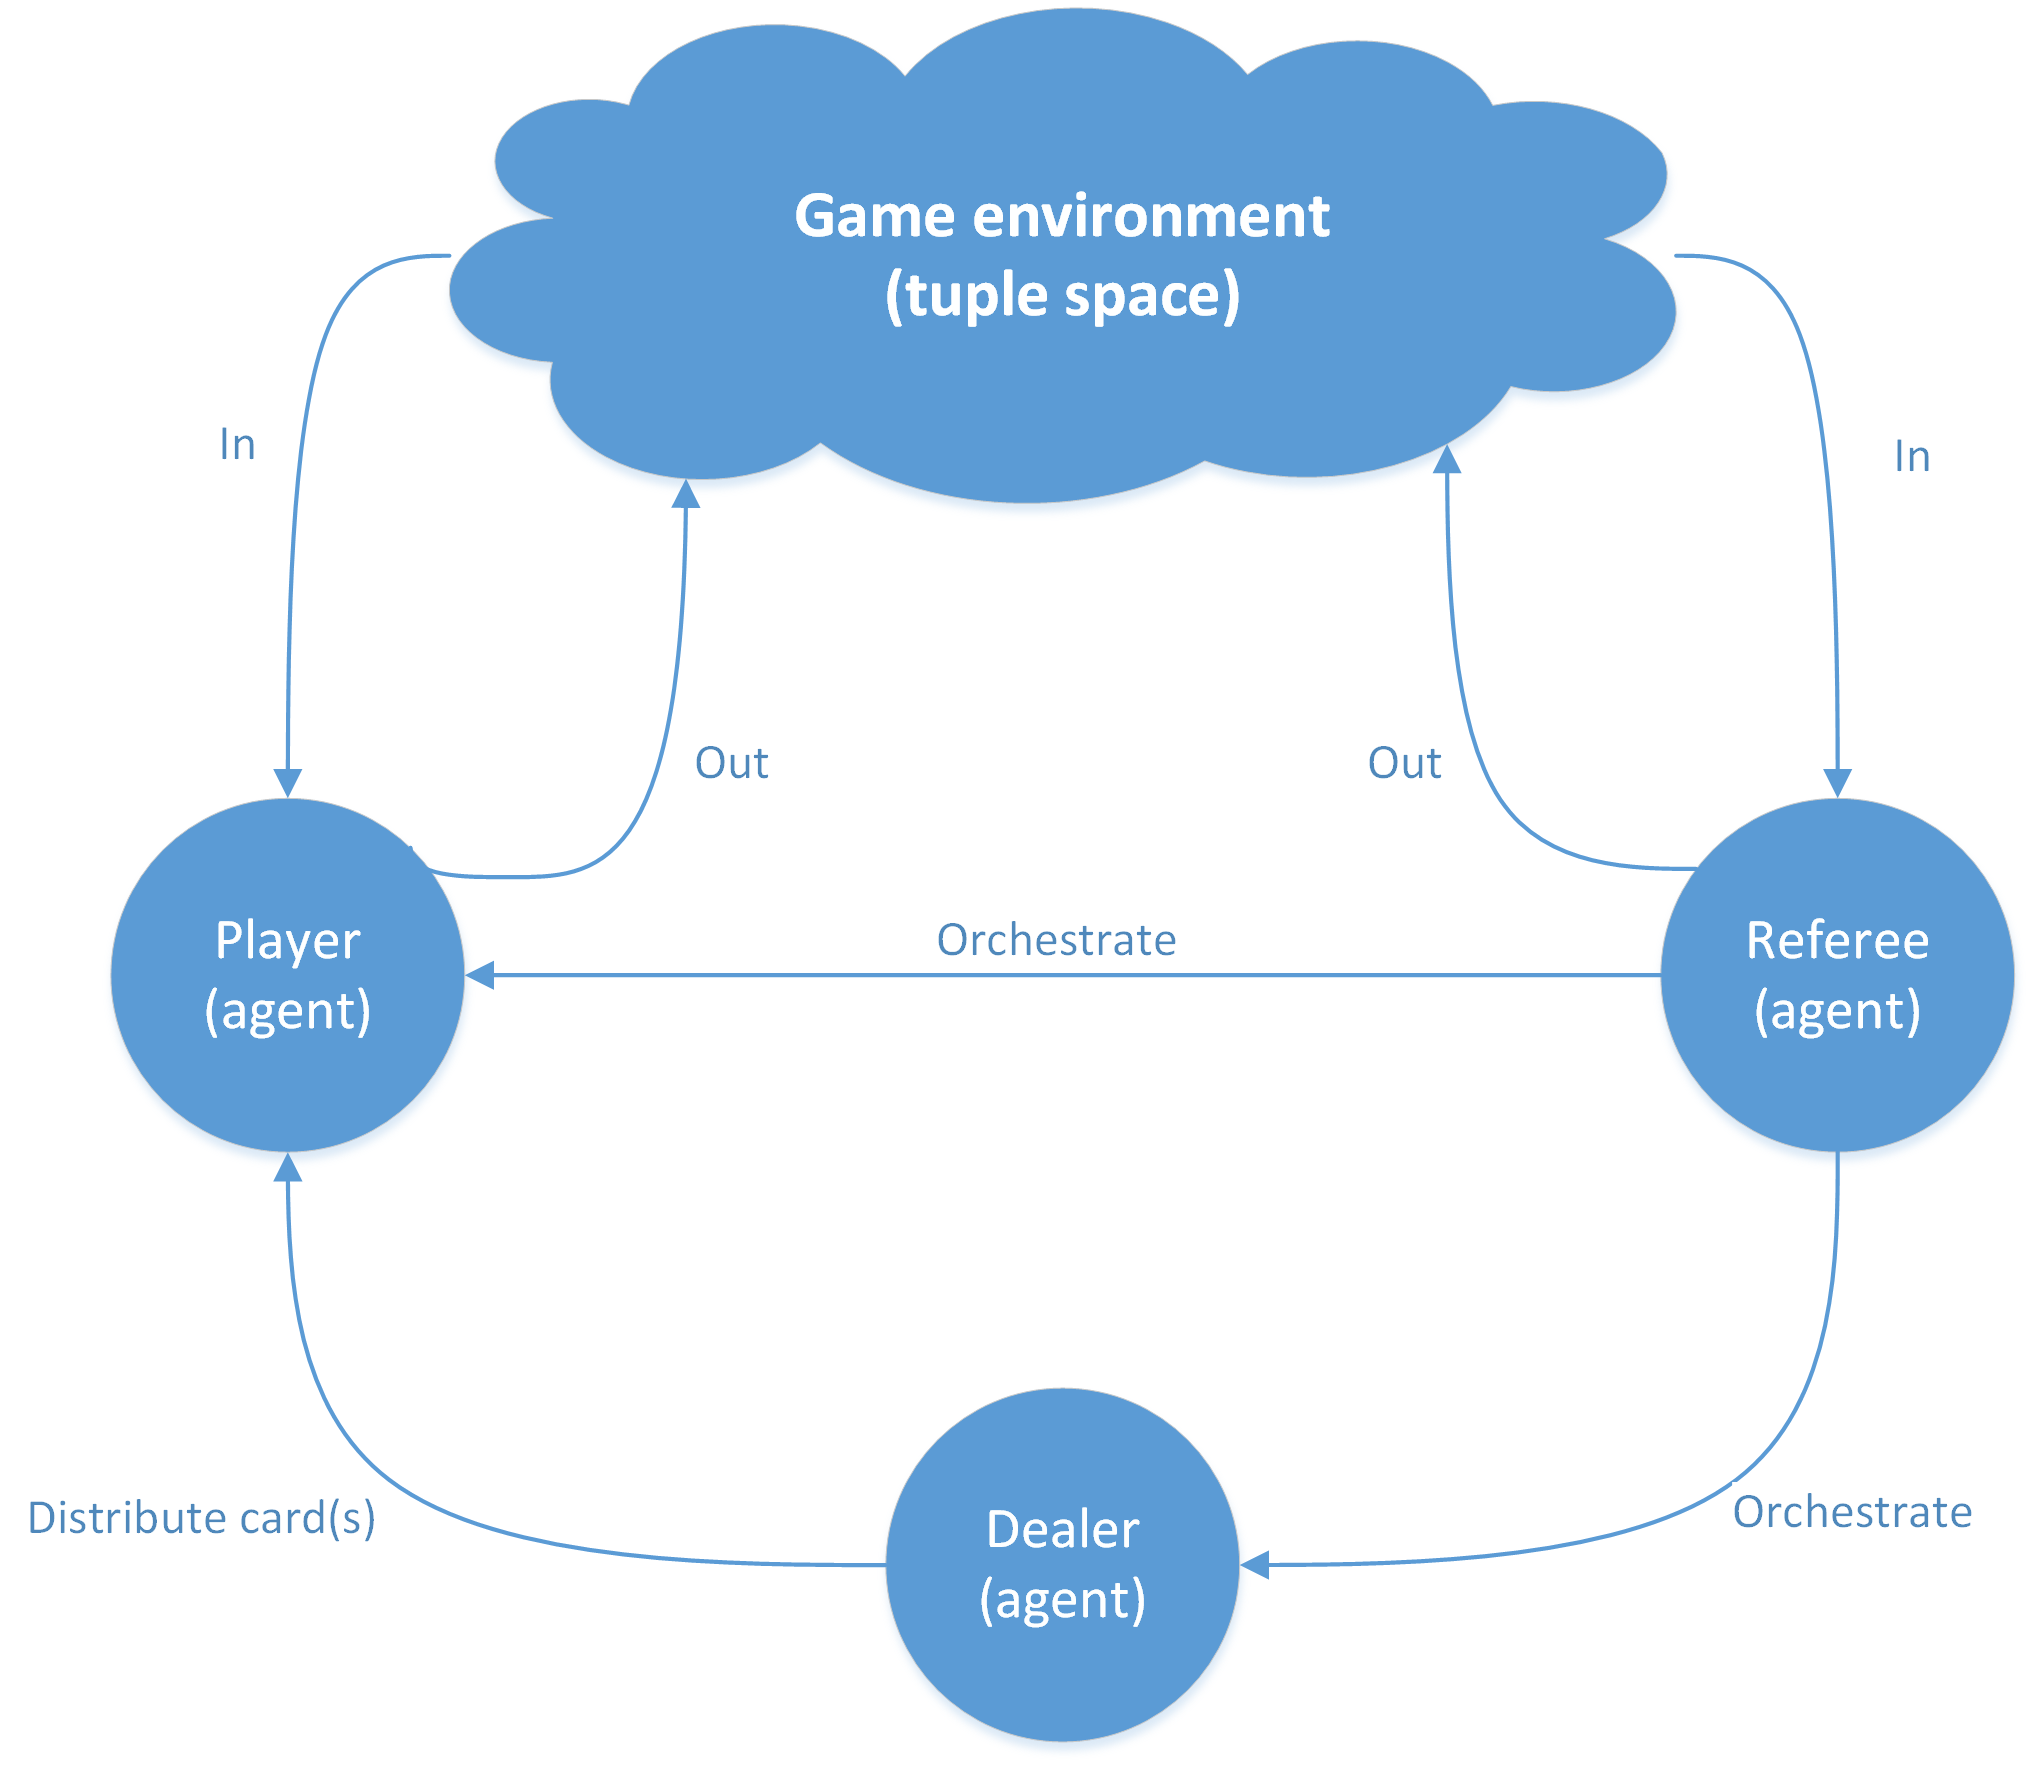 Game environment
(tuple space)
In
In
Out
Out
Orchestrate
Player
(agent)
Referee
(agent)
Distribute card(s)
Orchestrate
Dealer
(agent)